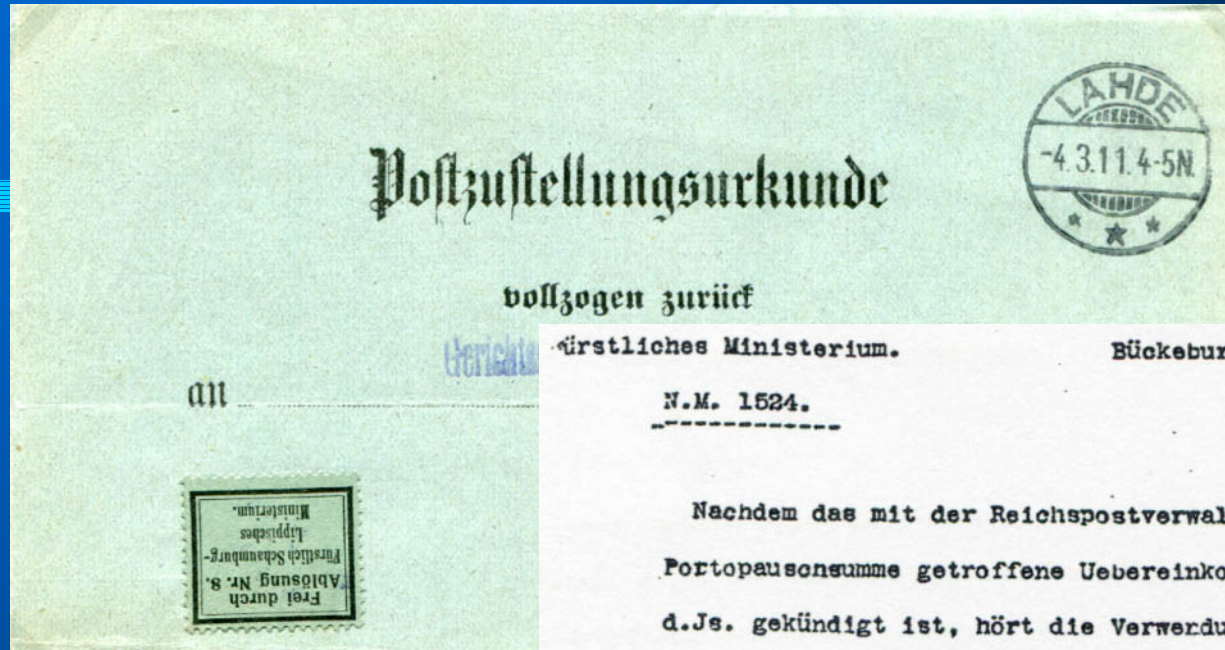 Postzustellungsurkunde
LAHDE
-4.3.11.4-5N.
vollzogen zurück
an
Frei durch
Ablösung Nr. 8.
Fürstlich Schaumburg-
Lippisches
Ministerium.
ürstliches Ministerium. Bückebur
N.M. 1524.
Nachdem das mit der Reichspostverwal
Portopausonsumme getroffene Uebereinko
d.Js. gekündigt ist, hört die Verwendu